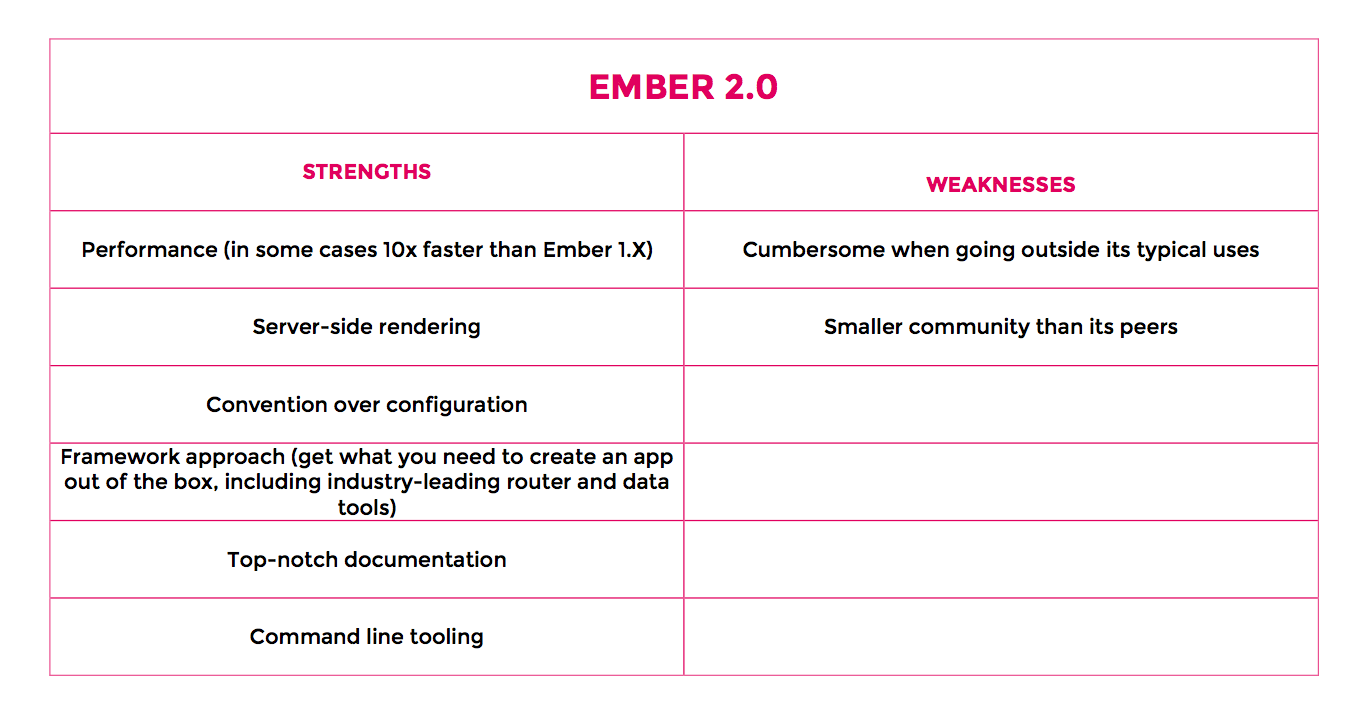 EMBER 2.0
STRENGTHS
WEAKNESSES
Performance (in some cases 10x faster than Ember 1.X)
Cumbersome when going outside its typical uses
Server-side rendering
Smaller community than its peers
Convention over configuration
Framework approach (get what you need to create an app
out of the box, including industry-leading router and data
tools)
Top-notch documentation
Command line tooling